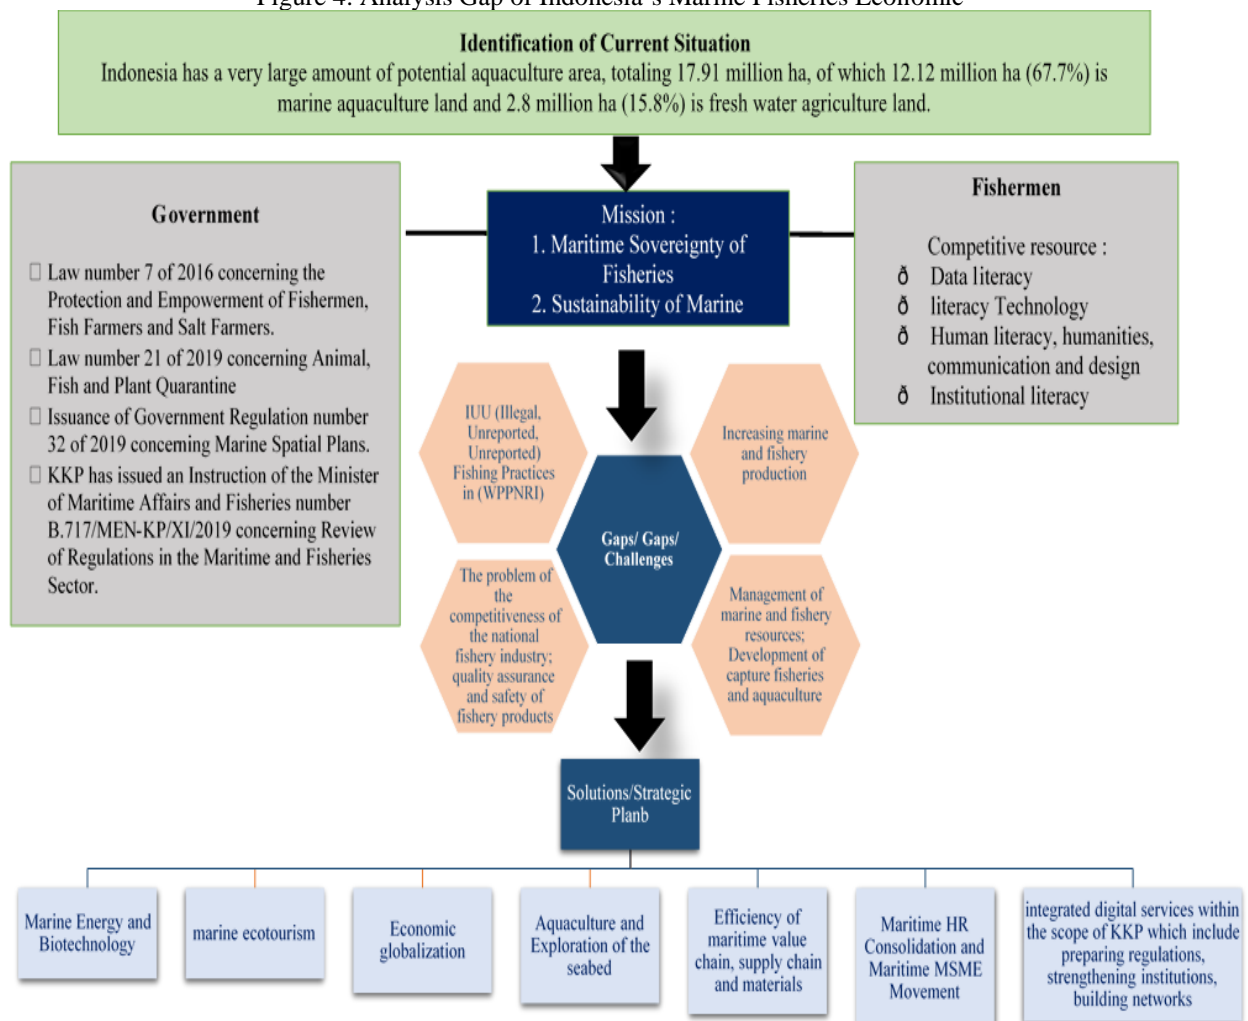 Figure 4. Analysis Gap of Indonesia's Marine Fisheries Economic
Identification of Current Situation
Indonesia has a very large amount of potential aquaculture area, totaling 17.91 million ha, of which 12.12 million ha (67.7%) is
marine aquaculture land and 2.8 million ha (15.8%) is fresh water agriculture land.
Government
Law number 7 of 2016 concerning the
Protection and Empowerment of Fishermen,
Fish Farmers and Salt Farmers.
Law number 21 of 2019 concerning Animal,
Fish and Plant Quarantine
Issuance of Government Regulation number
32 of 2019 concerning Marine Spatial Plans.
KKP has issued an Instruction of the Minister
of Maritime Affairs and Fisheries number
B.717/MEN-KP/XI/2019 concerning Review
of Regulations in the Maritime and Fisheries
Sector.
Mission :
1. Maritime Sovereignty of
Fisheries
2. Sustainability of Marine
Fishermen
Competitive resource :
ð Data literacy
ð literacy Technology
ð Human literacy, humanities,
communication and design
ð Institutional literacy
IUU (Illegal,
Unreported,
Unreported)
Fishing Practices
in (WPPNRI)
Increasing marine
and fishery
production
Gaps/ Gaps/
Challenges
The problem of
the
competitiveness of
the national
fishery industry;
quality assurance
and safety of
fishery products
Management of
marine and fishery
resources;
Development of
capture fisheries
and aquaculture
Solutions/Strategic
Planb
Marine Energy and
Biotechnology
marine ecotourism
Economic
globalization
Aquaculture and
Exploration of the
seabed
Efficiency of
maritime value
chain, supply chain
and materials
Maritime HR
Consolidation and
Maritime MSME
Movement
integrated digital services within
the scope of KKP which include
preparing regulations,
strengthening institutions,
building networks